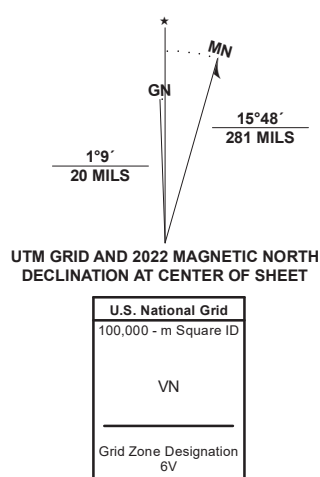 ★
MN
GN
15°48´
281 MILS
1°9´
20 MILS
UTM GRID AND 2022 MAGNETIC NORTH
DECLINATION AT CENTER OF SHEET
U.S. National Grid
100,000 - m Square ID
VN
Grid Zone Designation
6V